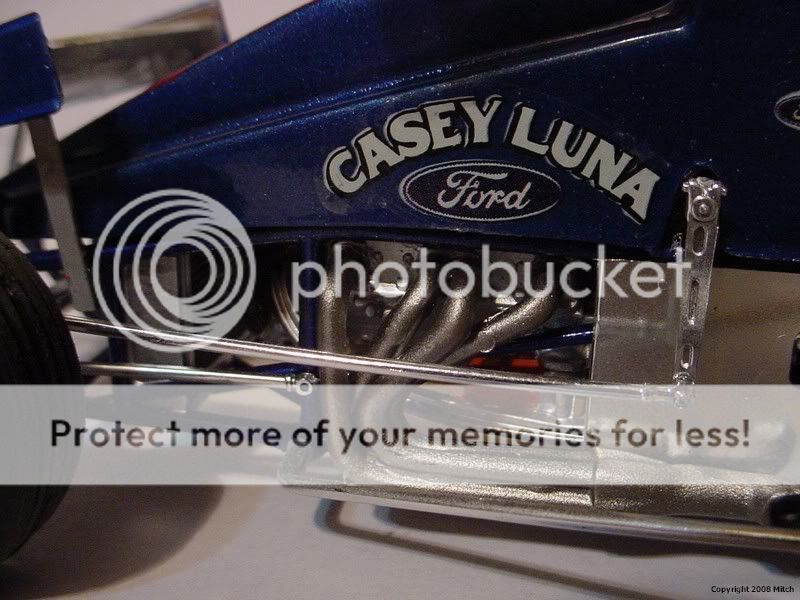 CASEY LUNA
Ford
photobucket
Protect more of your memories for less!
Copyright 2008 Mitch